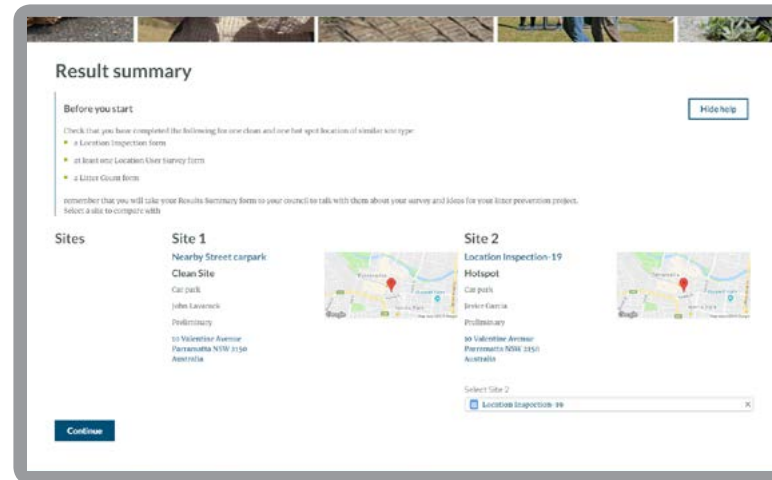 Result summary
Before you start
Hide help
Check that you have completed the following for one clean and one hot spot location of similar site type:
a Location Inspection form
at least one Location User Survey form
a Litter Count form
remember that you will take your Results Summary form to your council to talk with them about your survey and ideas for your litter prevention project.
Select a site to compare with
Sites
Site 1
Nearby Street carpark
Clean Site
Car park
John Lavarack
Preliminary
10 Valentine Avenue
Parramatta NSW 2150
Australia
Google
Site 2
Location Inspection-19
Hotspot
Car park
Javier Garcia
Preliminary
10 Valentine Avenue
Parramatta NSW 2150
Australia
Google
Select Site 2
Location Inspection-19
Continue